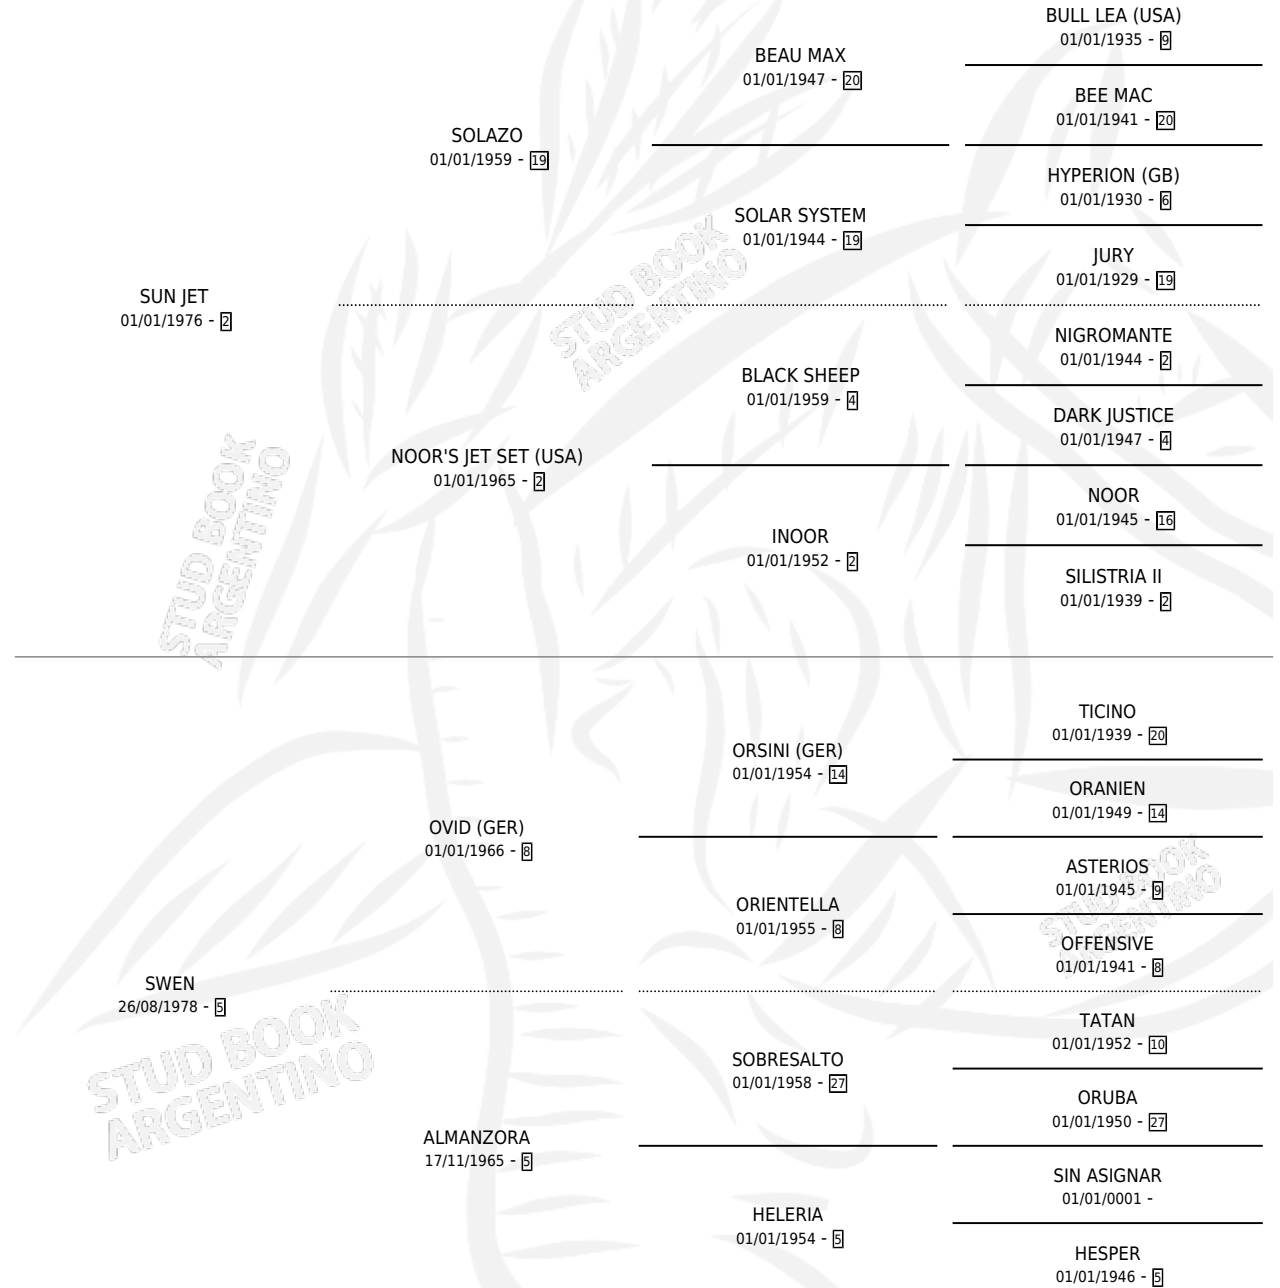 BULL LEA (USA)
01/01/1935 - 9
BEAU MAX
01/01/1947 - 20
BEE MAC
01/01/1941 - 20
SOLAZO
01/01/1959 - 19
HYPERION (GB)
01/01/1930 - 6
SOLAR SYSTEM
01/01/1944 - 19
JURY
01/01/1929 - 19
SUN JET
01/01/1976 - 2
NIGROMANTE
01/01/1944 - 2
BLACK SHEEP
01/01/1959 - 4
DARK JUSTICE
01/01/1947 - 4
NOOR'S JET SET (USA)
01/01/1965 - 2
NOOR
01/01/1945 - 16
INOOR
01/01/1952 - 2
SILISTRIA II
01/01/1939 - 2
STUD BOOK
ARGENTINO
STUD BOOK
ARGENTINO
TICINO
01/01/1939 - 20
ORSINI (GER)
01/01/1954 - 14
ORANIEN
01/01/1949 - 14
OVID (GER)
01/01/1966 - 8
ASTERIOS
01/01/1945 - 9
ORIENTELLA
01/01/1955 - 8
OFFENSIVE
01/01/1941 - 8
SWEN
26/08/1978 - 5
TATAN
01/01/1952 - 10
SOBRESALTO
01/01/1958 - 27
ORUBA
01/01/1950 - 27
ALMANZORA
17/11/1965 - 5
SIN ASIGNAR
01/01/0001 -
HELERIA
01/01/1954 - 5
HESPER
01/01/1946 - 5
STUD BOOK
ARGENTINO
STUD BOOK
ARGENTINO